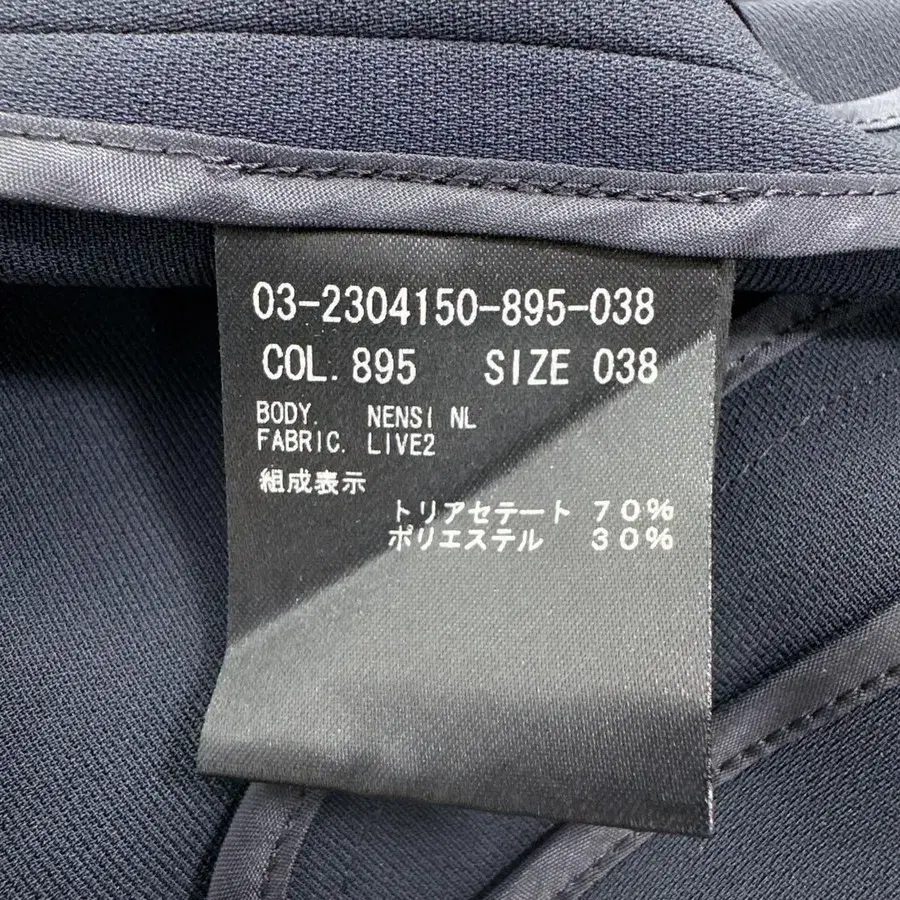 03-2304150-895-038
COL. 895 SIZE 038
BODY. NENSI NL
FABRIC. LIVE2
組成表示
トリアセテート 70%
ポリエステル 30%